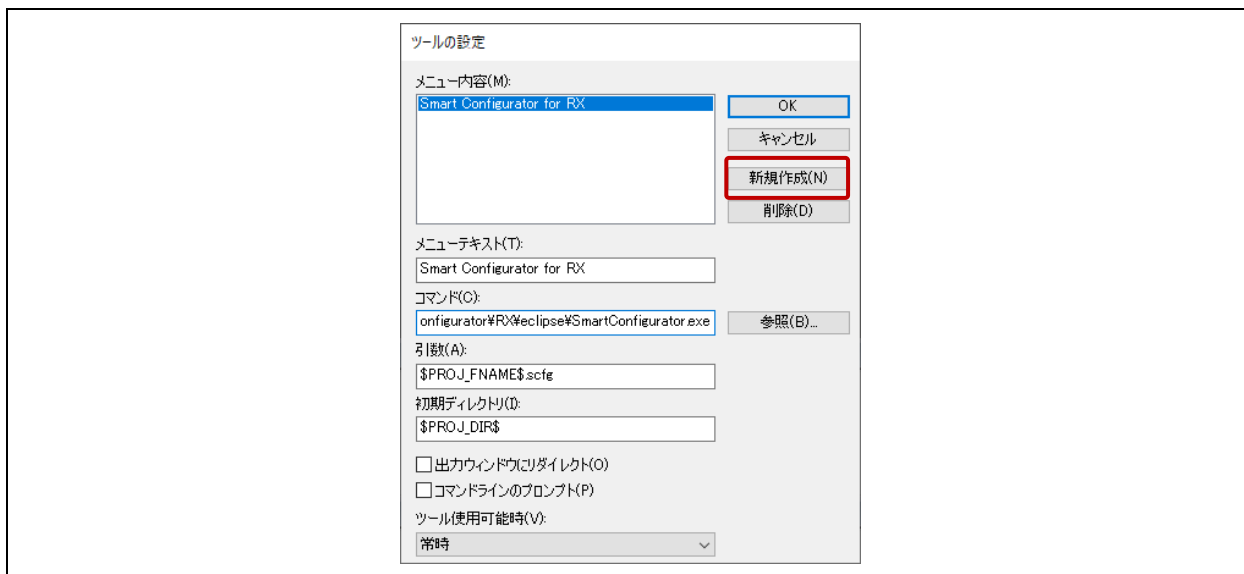 ツールの設定
メニュー内容(M):
Smart Configurator for RX
OK
キャンセル
新規作成(N)
削除(D)
メニューテキスト(T):
Smart Configurator for RX
コマンド(C):
onfigurator¥RX¥eclipse¥SmartConfigurator.exe
参照(B)...
引数(A):
$PROJ_FNAME$.scfg
初期ディレクトリ(I):
$PROJ_DIR$
出力ウィンドウにリダイレクト(O)
コマンドラインのプロンプト(P)
ツール使用可能時(V):
常時